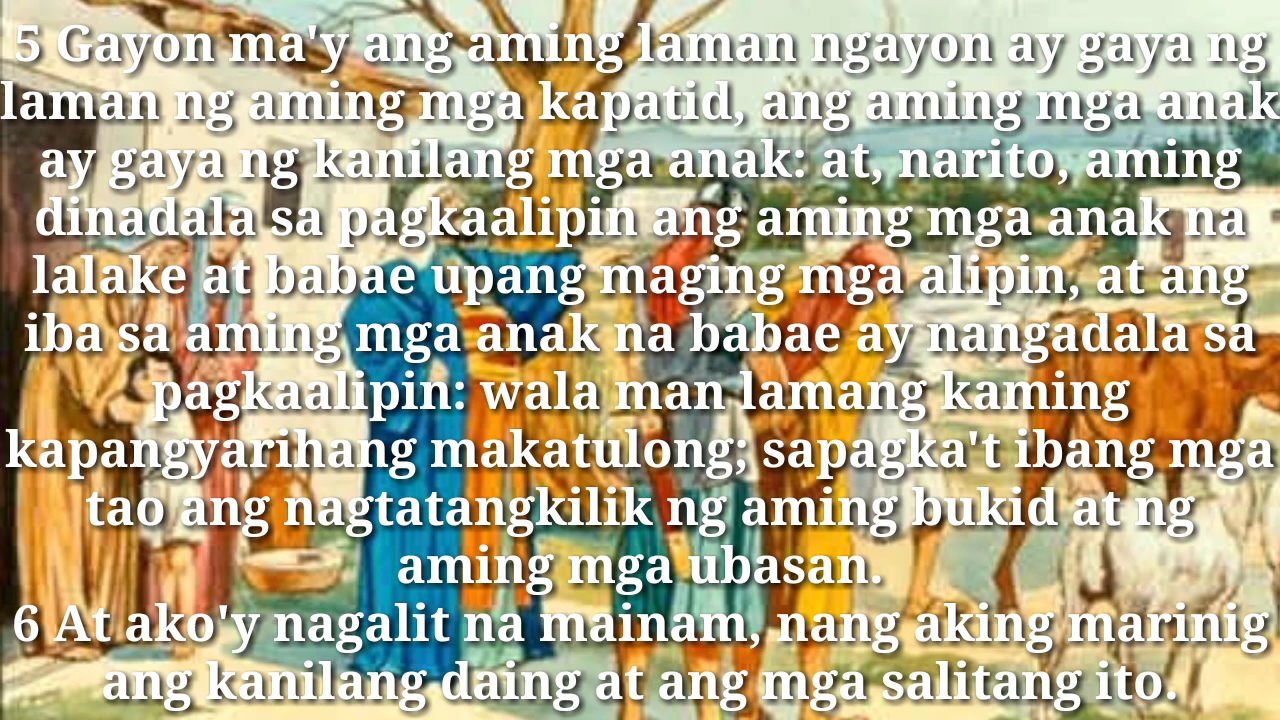 5 Gayon ma'y ang aming laman ngayon ay gaya ng
laman ng aming mga kapatid, ang aming mga anak
ay gaya ng kanilang mga anak: at, narito, aming
dinadala sa pagkaalipin ang aming mga anak na
lalake at babae upang maging mga alipin, at ang
iba sa aming mga anak na babae ay nangadala sa
pagkaalipin: wala man lamang kaming
kapangyarihang makatulong; sapagka't ibang mga
tao ang nagtatangkilik ng aming bukid at ng
aming mga ubasan.
6 At ako'y nagalit na mainam, nang aking marinig
ang kanilang daing at ang mga salitang ito.